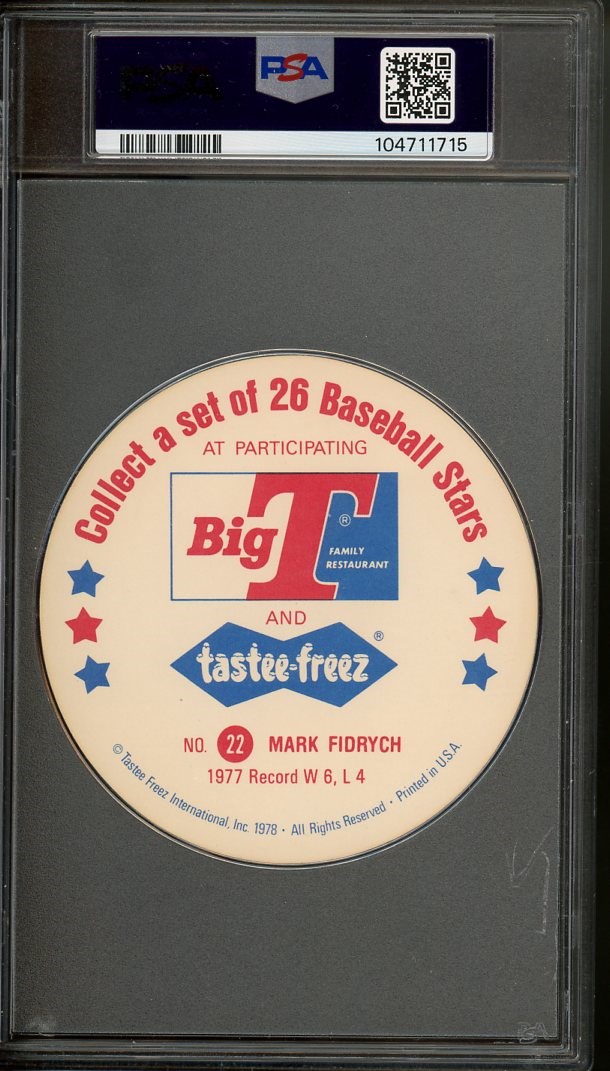 PSA
104711715
Collect a set of 26 Baseball Stars
AT PARTICIPATING
Big T ®
FAMILY
RESTAURANT
AND
®
tastee-freez
NO. 22 MARK FIDRYCH
1977 Record W 6, L 4
© Tastee Freez International, Inc. 1978 • All Rights Reserved • Printed in U.S.A.
PSA